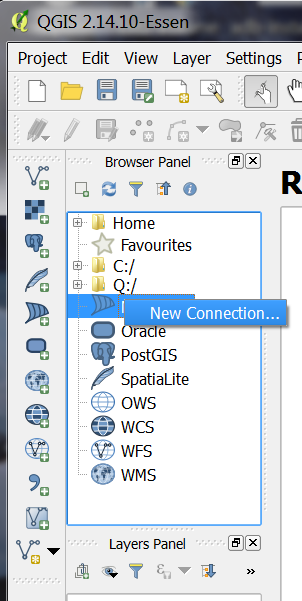 QGIS 2.14.10-Essen
Project Edit View Layer Settings
Browser Panel
Home
Favourites
C:/
Q:/
New Connection...
Oracle
PostGIS
SpatiaLite
OWS
WCS
WFS
WMS
Layers Panel